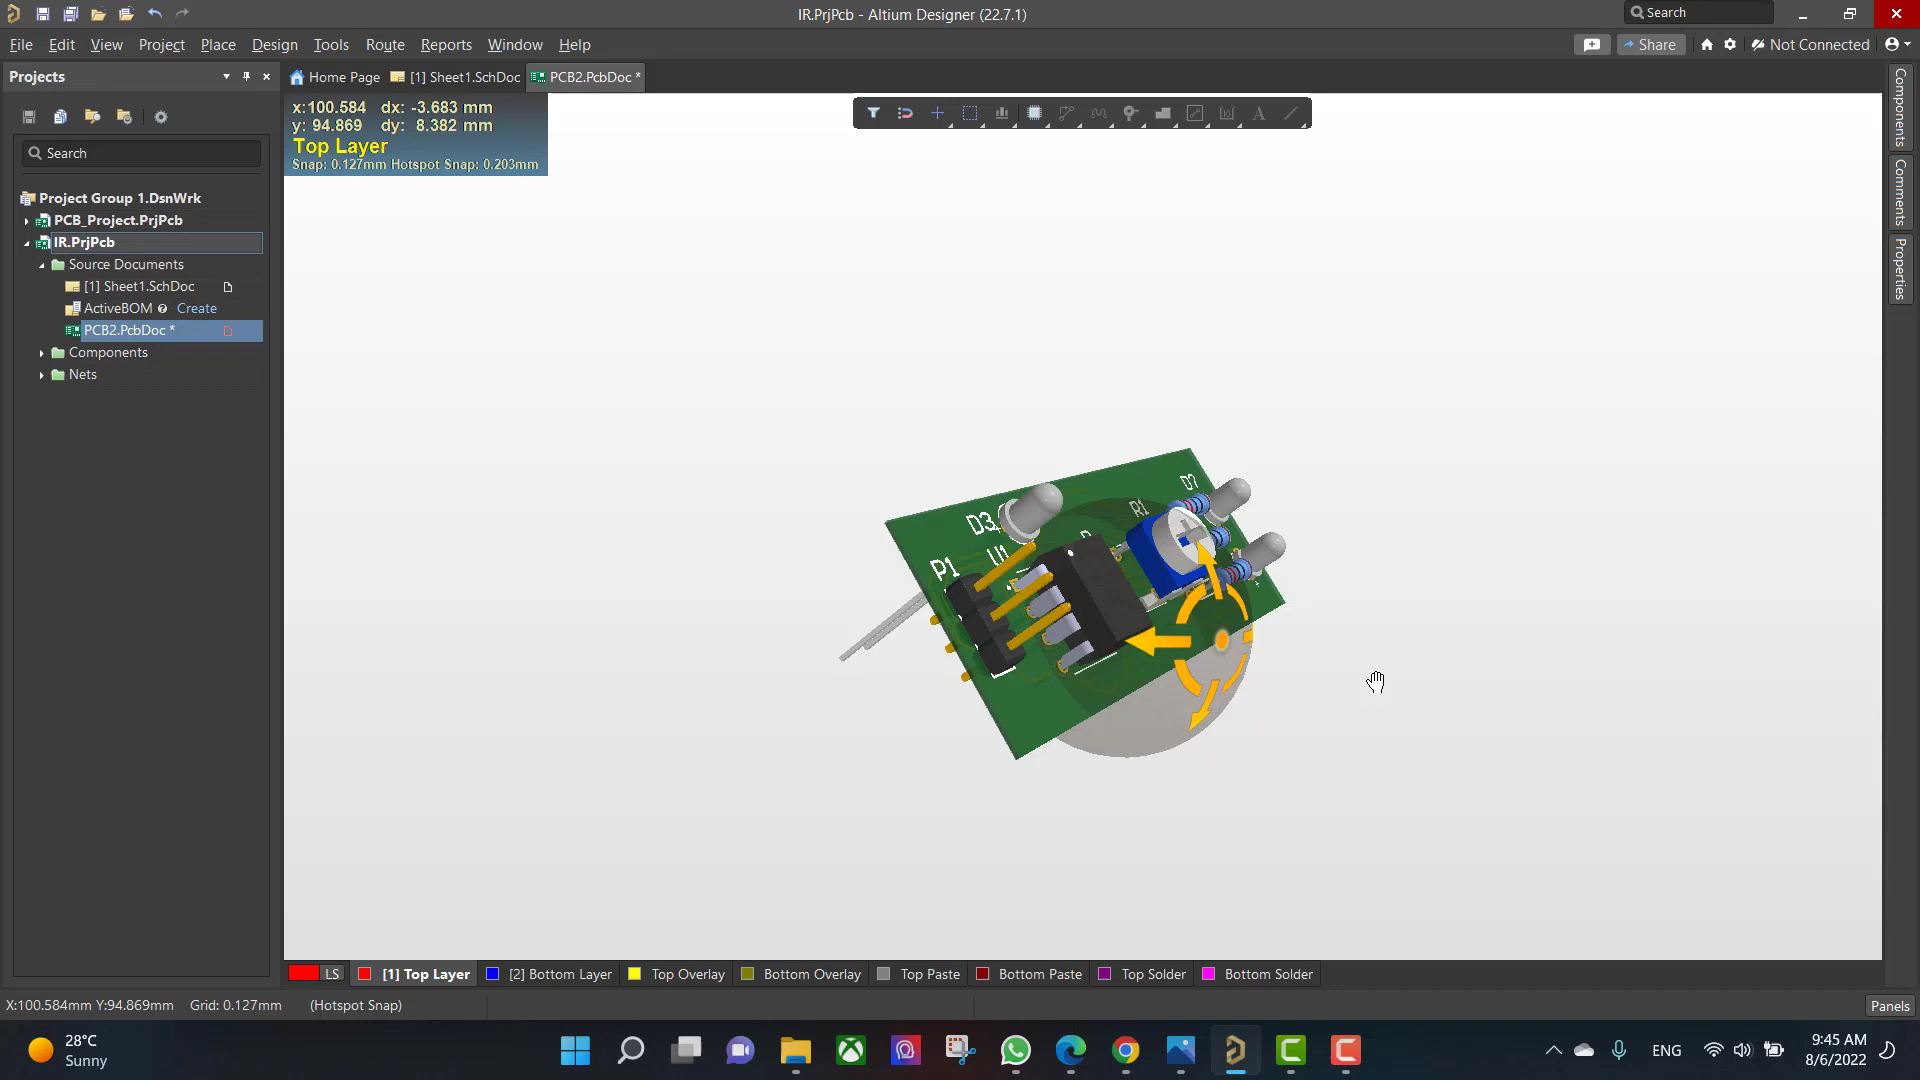 IR.PrjPcb - Altium Designer (22.7.1)
Search
File Edit View Project Place Design Tools Route Reports Window Help
Share
Not Connected
Projects
Home Page
[1] Sheet1.SchDoc
PCB2.PcbDoc *
x:100.584 dx: -3.683 mm
y: 94.869 dy: 8.382 mm
Top Layer
Snap: 0.127mm Hotspot Snap: 0.203mm
Search
Project Group 1.DsnWrk
PCB_Project.PrjPcb
IR.PrjPcb
Source Documents
[1] Sheet1.SchDoc
ActiveBOM Create
PCB2.PcbDoc *
Components
Nets
Components
Comments
Properties
D3
R1
U1
P1
LS
[1] Top Layer
[2] Bottom Layer
Top Overlay
Bottom Overlay
Top Paste
Bottom Paste
Top Solder
Bottom Solder
X:100.584mm Y:94.869mm Grid: 0.127mm (Hotspot Snap)
Panels
28°C
Sunny
ENG
9:45 AM
8/6/2022